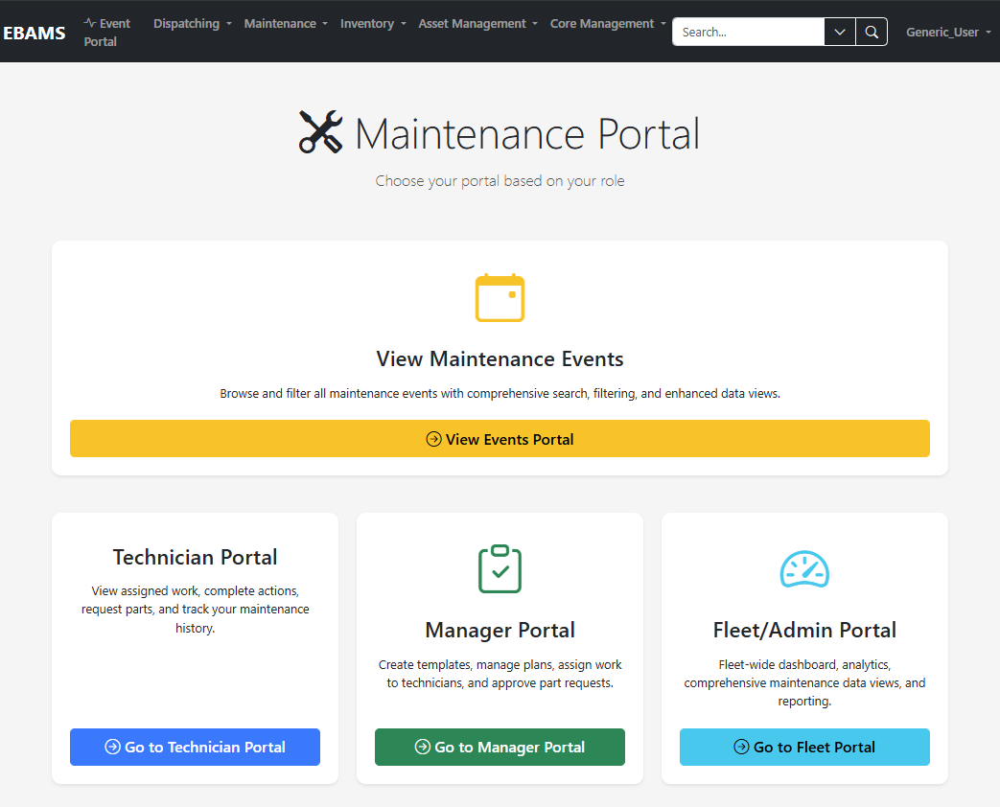 EBAMS
Event
Portal
Dispatching
Maintenance
Inventory
Asset Management
Core Management
Search...
Generic_User
Maintenance Portal
Choose your portal based on your role
View Maintenance Events
Browse and filter all maintenance events with comprehensive search, filtering, and enhanced data views.
View Events Portal
Technician Portal
View assigned work, complete actions,
request parts, and track your maintenance
history.
Go to Technician Portal
Manager Portal
Create templates, manage plans, assign work
to technicians, and approve part requests.
Go to Manager Portal
Fleet/Admin Portal
Fleet-wide dashboard, analytics,
comprehensive maintenance data views, and
reporting.
Go to Fleet Portal